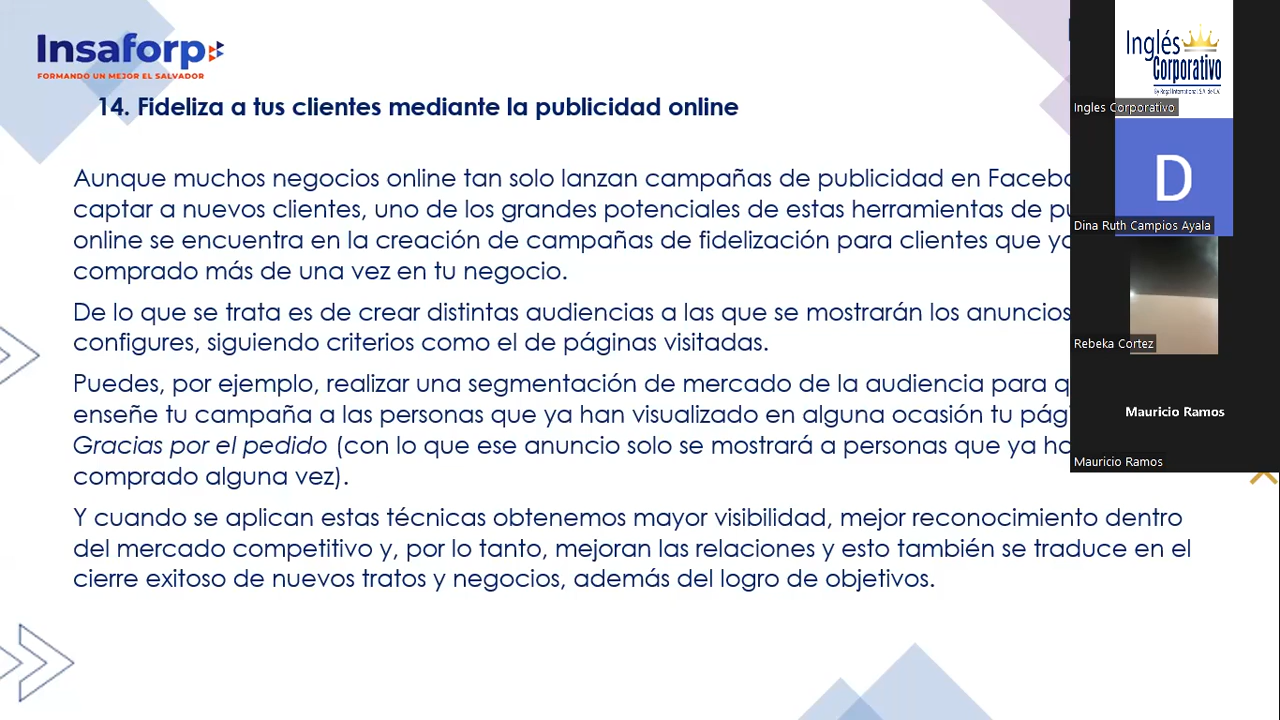 Insaforp
FORMANDO UN MEJOR EL SALVADOR
14. Fideliza a tus clientes mediante la publicidad online
Aunque muchos negocios online tan solo lanzan campañas de publicidad en
captar a nuevos clientes, uno de los grandes potenciales de estas herramientas de
online se encuentra en la creación de campañas de fidelización para clientes que
comprado más de una vez en tu negocio.
De lo que se trata es de crear distintas audiencias a las que se mostrarán los anuncios
configures, siguiendo criterios como el de páginas visitadas.
Puedes, por ejemplo, realizar una segmentación de mercado de la audiencia para
enseñe tu campaña a las personas que ya han visualizado en alguna ocasión tu
Gracias por el pedido (con lo que ese anuncio solo se mostrará a personas que ya
comprado alguna vez).
Y cuando se aplican estas técnicas obtenemos mayor visibilidad, mejor reconocimiento dentro
del mercado competitivo y, por lo tanto, mejoran las relaciones y esto también se traduce en el
cierre exitoso de nuevos tratos y negocios, además del logro de objetivos.
Inglés
Corporativo
Ingles Corporativo
D
Dina Ruth Campios Ayala
Rebeka Cortez
Mauricio Ramos
Mauricio Ramos